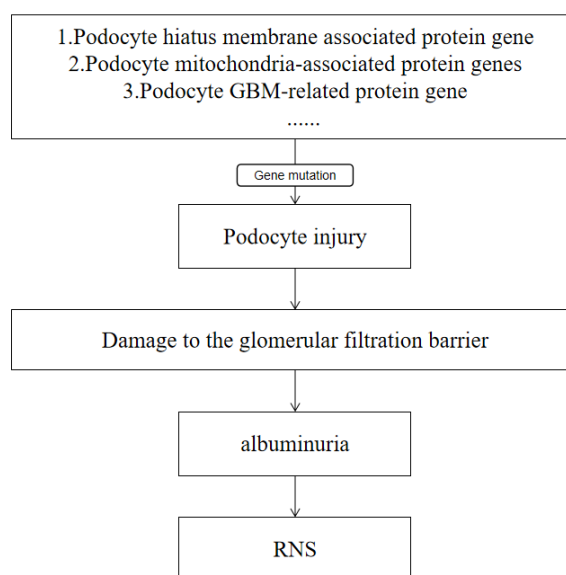 1.Podocyte hiatus membrane associated protein gene
2.Podocyte mitochondria-associated protein genes
3.Podocyte GBM-related protein gene
......
Gene mutation
Podocyte injury
Damage to the glomerular filtration barrier
albuminuria
RNS